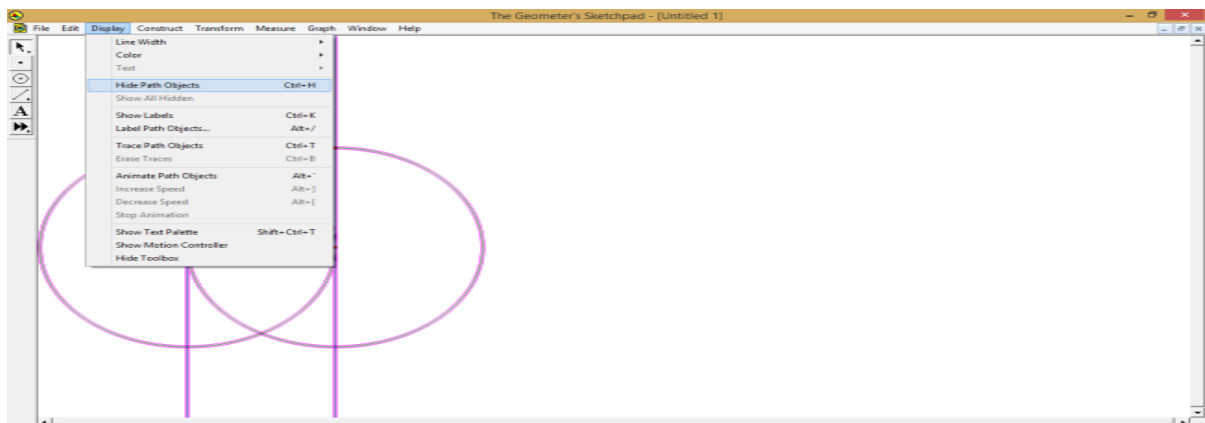 The Geometer's Sketchpad - [Untitled 1]
File Edit Display Construct Transform Measure Graph Window Help
Line Width
Color
Text
Hide Path Objects Ctrl+H
Show All Hidden
Show Labels Ctrl+K
Label Path Objects... Alt+/
Trace Path Objects Ctrl+T
Erase Traces Ctrl+B
Animate Path Objects Alt+`
Increase Speed Alt+]
Decrease Speed Alt+[
Stop Animation
Show Text Palette Shift+Ctrl+T
Show Motion Controller
Hide Toolbox
A